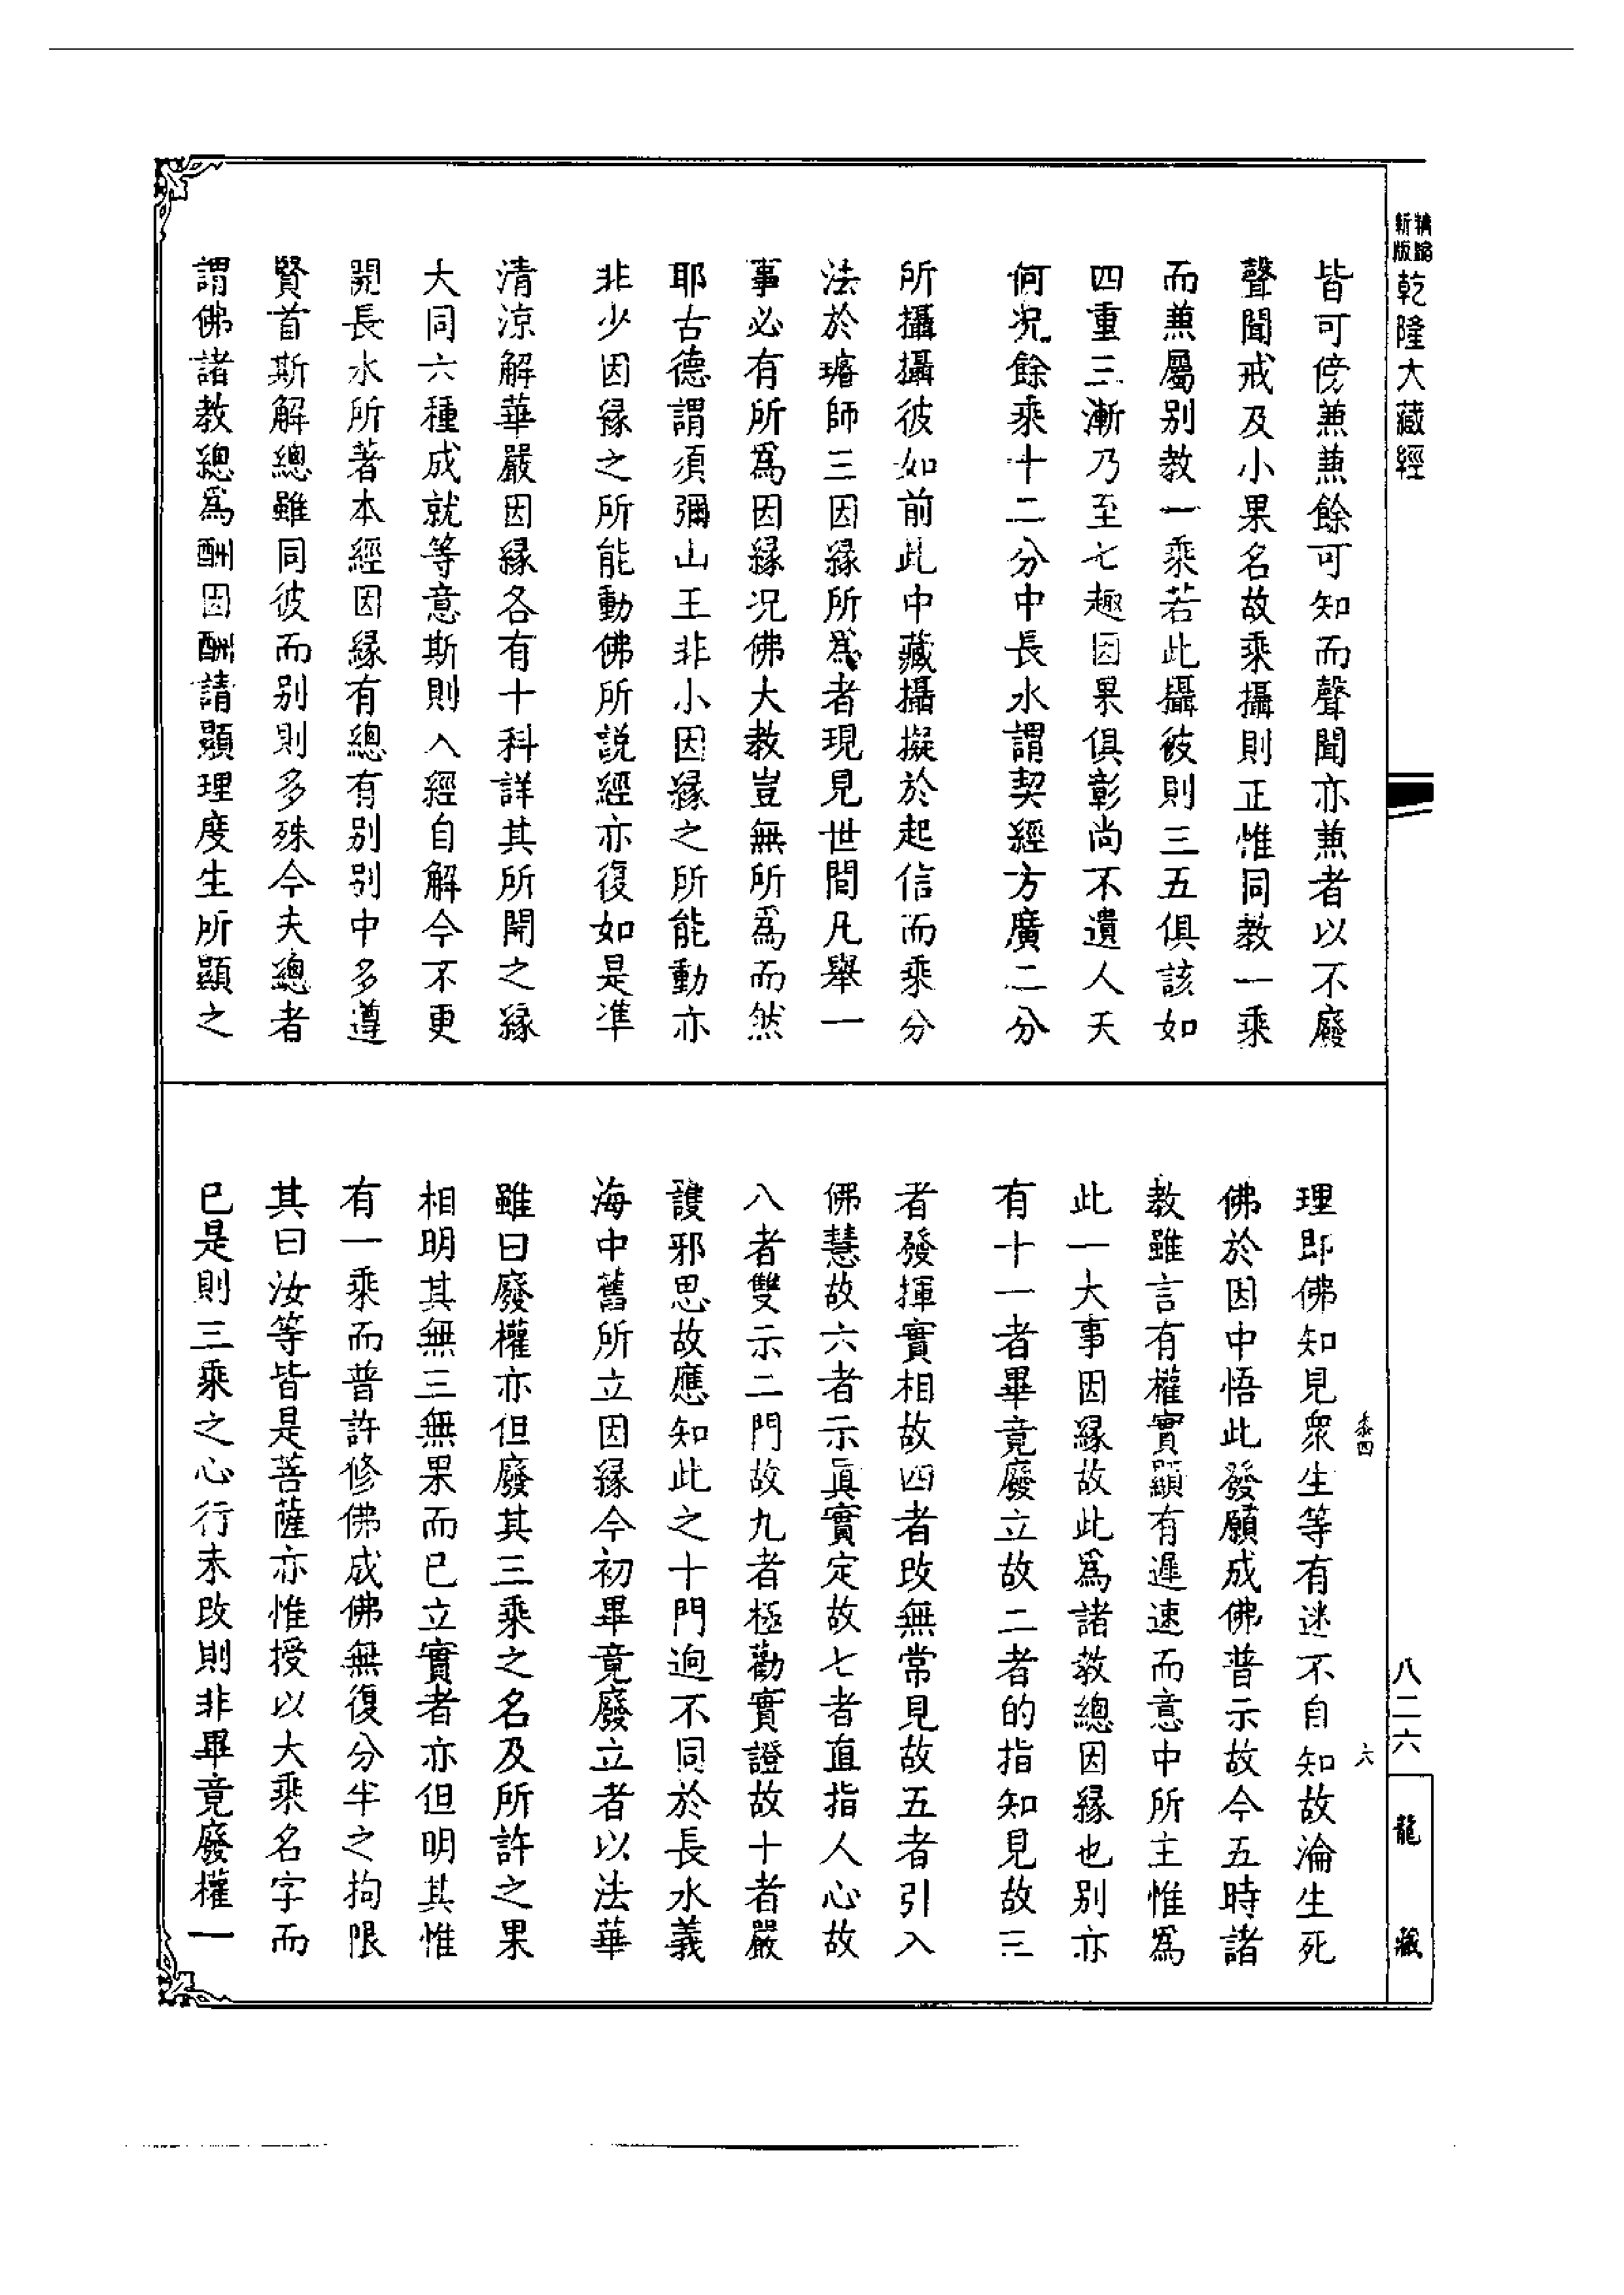 精縮新版乾隆大藏經
皆可傍兼兼餘可知而聲聞亦兼者以不廢
聲聞戒及小果名故乘攝則正惟同教一乘
而兼屬别教一乘若此攝彼則三五俱該如
四重三漸乃至七趣因果俱彰尚不遺人天
何况餘乘十二分中長水謂契經方廣二分
所攝攝彼如前此中藏攝擬於起信而乘分
法於璿師三因緣所爲者現見世間凡舉一
事必有所爲因緣况佛大教豈無所爲而然
耶古德謂須彌山王非小因緣之所能動亦
非少因緣之所能動佛所說經亦復如是準
清涼解華嚴因緣各有十科詳其所開之緣
大同六種成就等意斯則入經自解今不更
開長水所著本經因緣有總有别别中多遵
賢首斯解總雖同彼而别則多殊今夫總者
謂佛諸教總爲酬因酬請顯理度生所顯之
理即佛知見衆生等有迷不自知故淪生死
佛於因中悟此發願成佛普示故今五時諸
教雖言有權實顯有遲速而意中所主惟爲
此一大事因緣故此爲諸教總因緣也别亦
有十一者畢竟廢立故二者的指知見故三
者發揮實相故四者改無常見故五者引入
佛慧故六者示眞實定故七者直指人心故
八者雙示二門故九者極勸實證故十者嚴
護邪思故應知此之十門逈不同於長水義
海中舊所立因緣今初畢竟廢立者以法華
雖曰廢權亦但廢其三乘之名及所許之果
相明其無三無果而已立實者亦但明其惟
有一乘而普許修佛成佛無復分半之拘限
其曰汝等皆是菩薩亦惟授以大乘名字而
已是則三乘之心行未改則非畢竟廢權一
黍四
六
八二六
龍藏